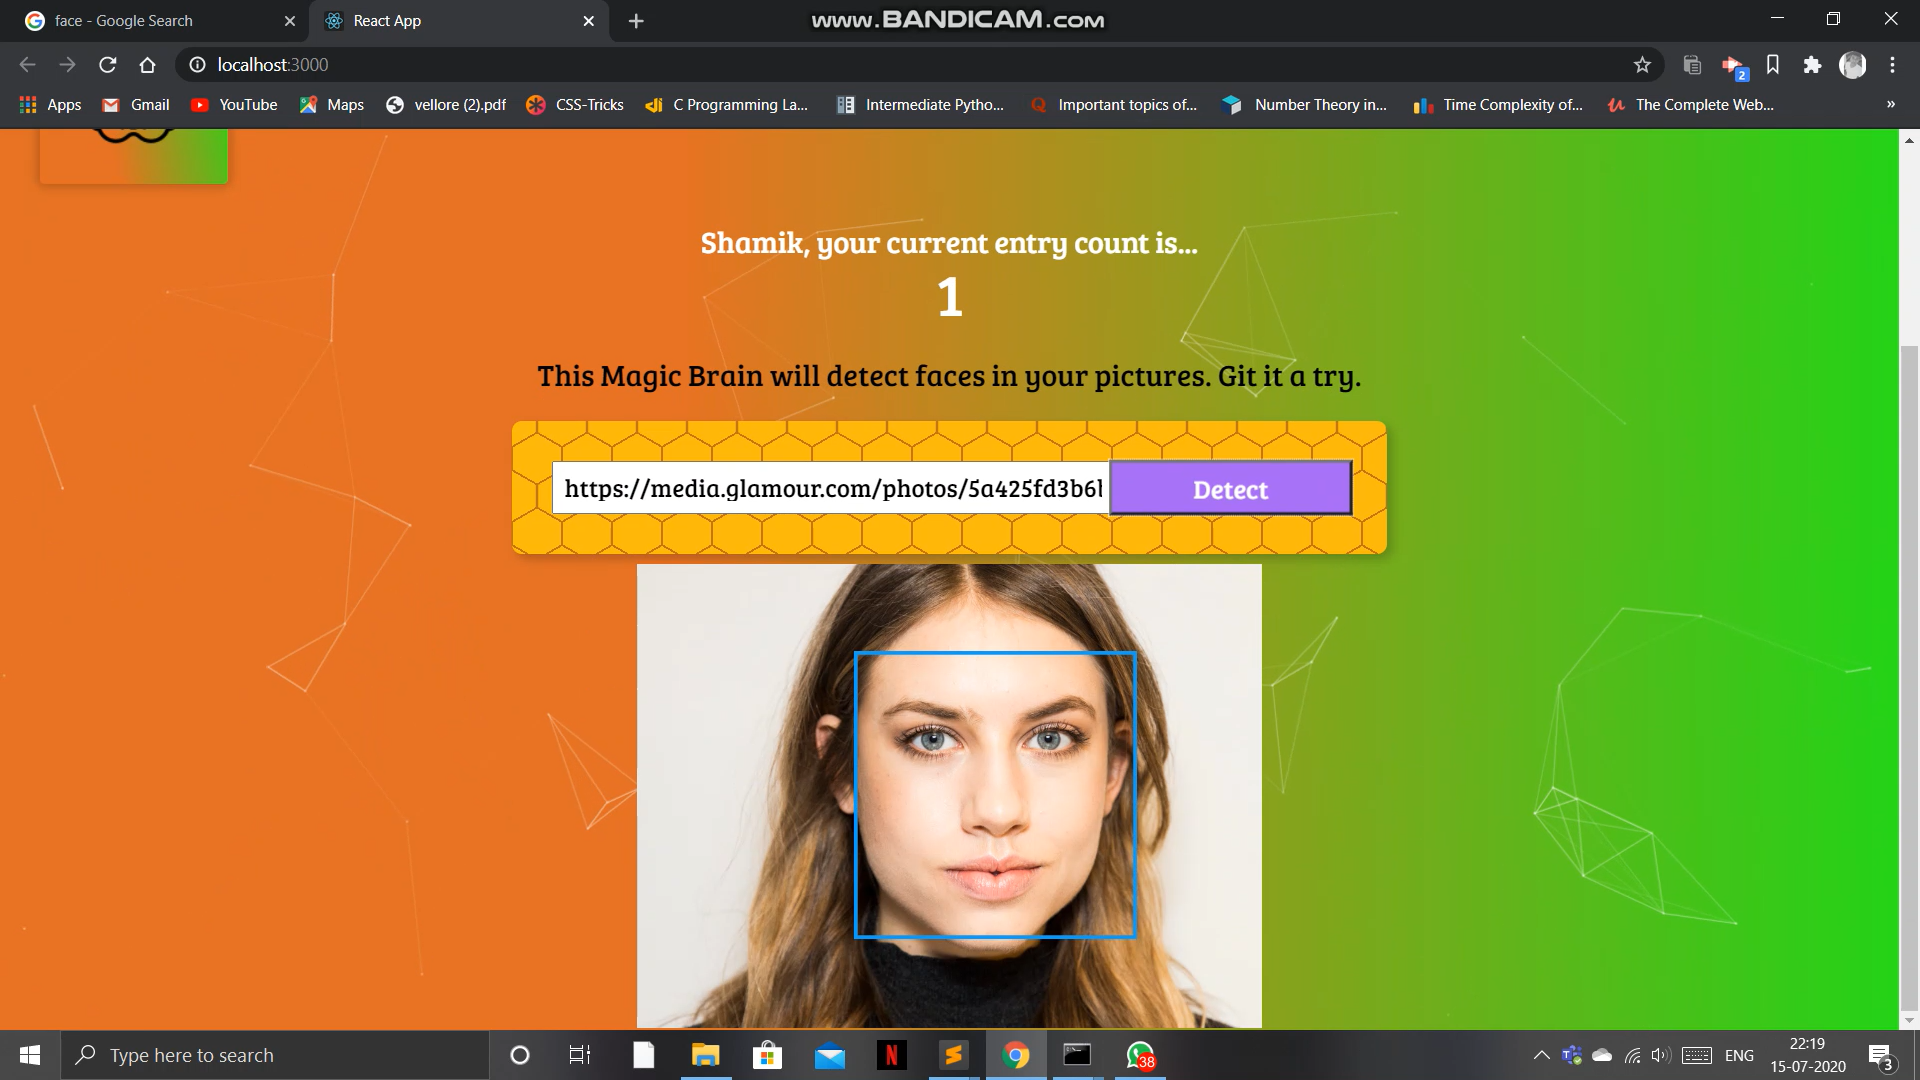 face - Google Search
React App
www.BANDICAM.com
localhost:3000
2
Apps
Gmail
YouTube
Maps
vellore (2).pdf
CSS-Tricks
C Programming La...
Intermediate Pytho...
Important topics of...
Number Theory in...
Time Complexity of...
The Complete Web...
»
Shamik, your current entry count is...
1
This Magic Brain will detect faces in your pictures. Git it a try.
https://media.glamour.com/photos/5a425fd3b6b
Detect
Type here to search
N
38
ENG
22:19
15-07-2020
3